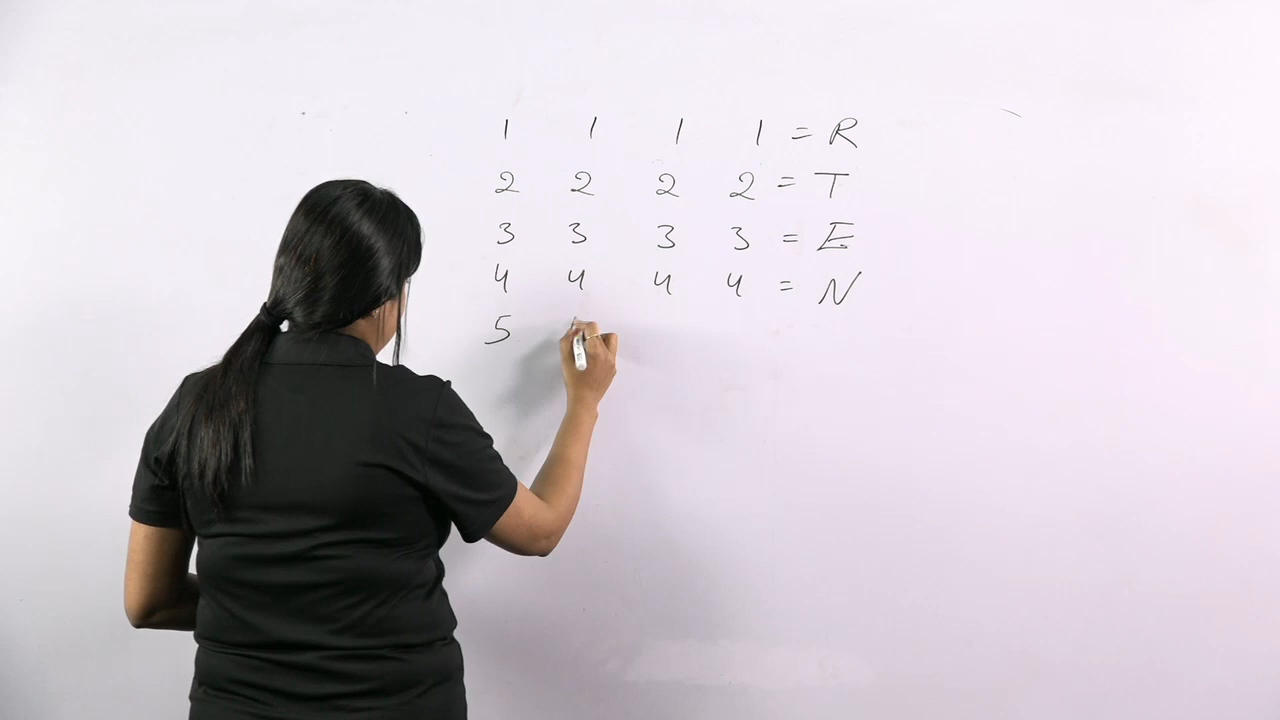 1 1 1 1 = R
2 2 2 2 = T
3 3 3 3 = E
4 4 4 4 = N
5